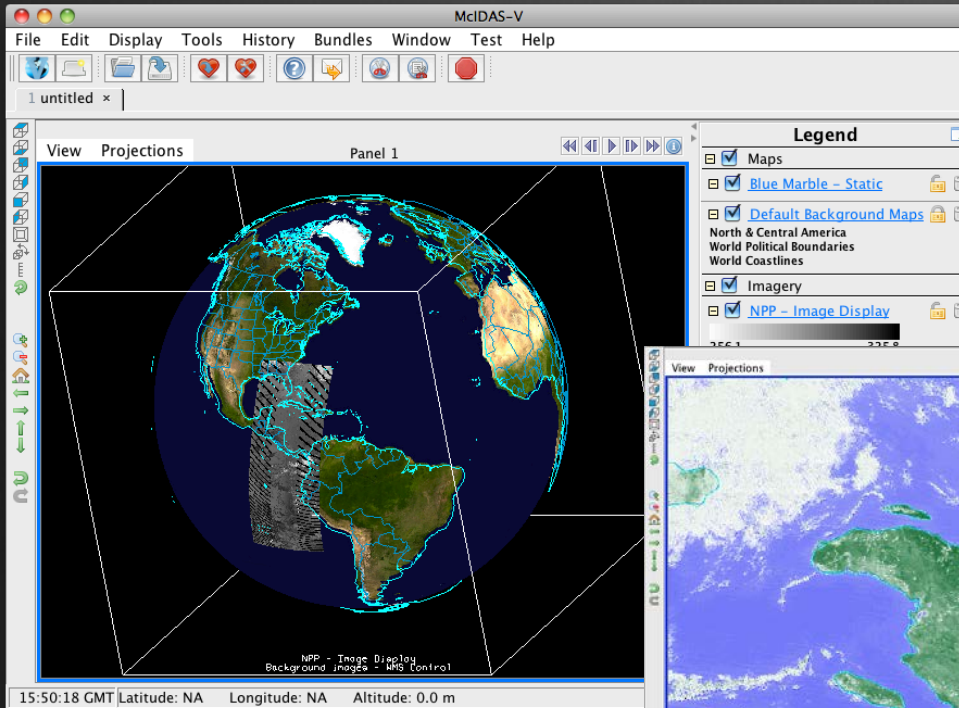 McIDAS-V
File Edit Display Tools History Bundles Window Test Help
1 untitled ×
View Projections
Panel 1
Legend
Maps
Blue Marble - Static
Default Background Maps
North & Central America
World Political Boundaries
World Coastlines
Imagery
NPP - Image Display
View Projections
NPP - Image Display
Background images - WMS Control
15:50:18 GMT Latitude: NA Longitude: NA Altitude: 0.0 m